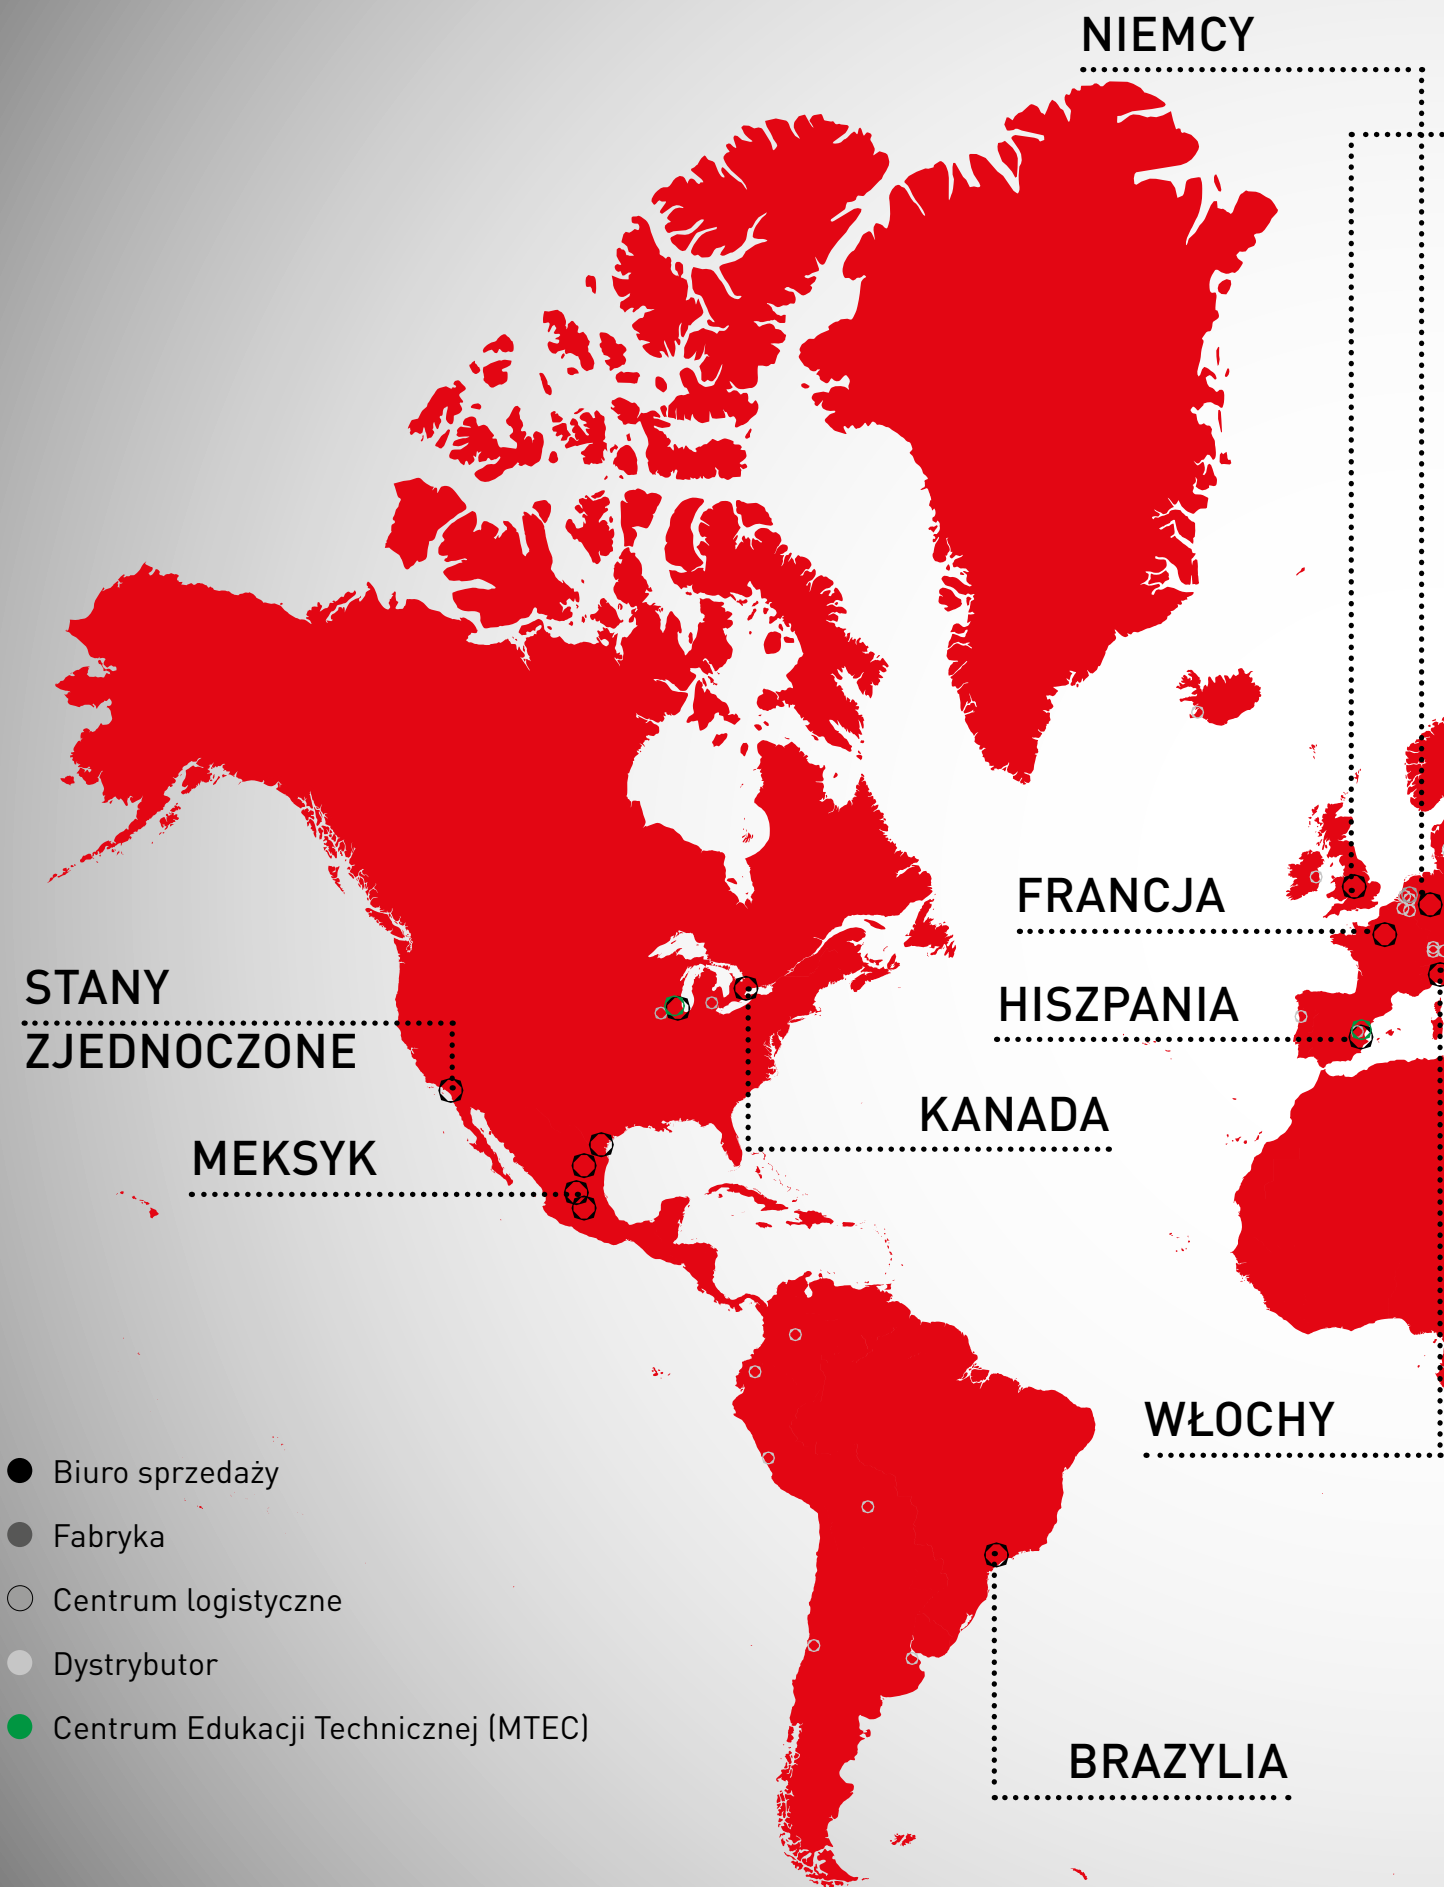 NIEMCY
FRANCJA
STANY
ZJEDNOCZONE
HISZPANIA
KANADA
MEKSYK
WŁOCHY
Biuro sprzedaży
Fabryka
Centrum logistyczne
Dystrybutor
Centrum Edukacji Technicznej (MTEC)
BRAZYLIA